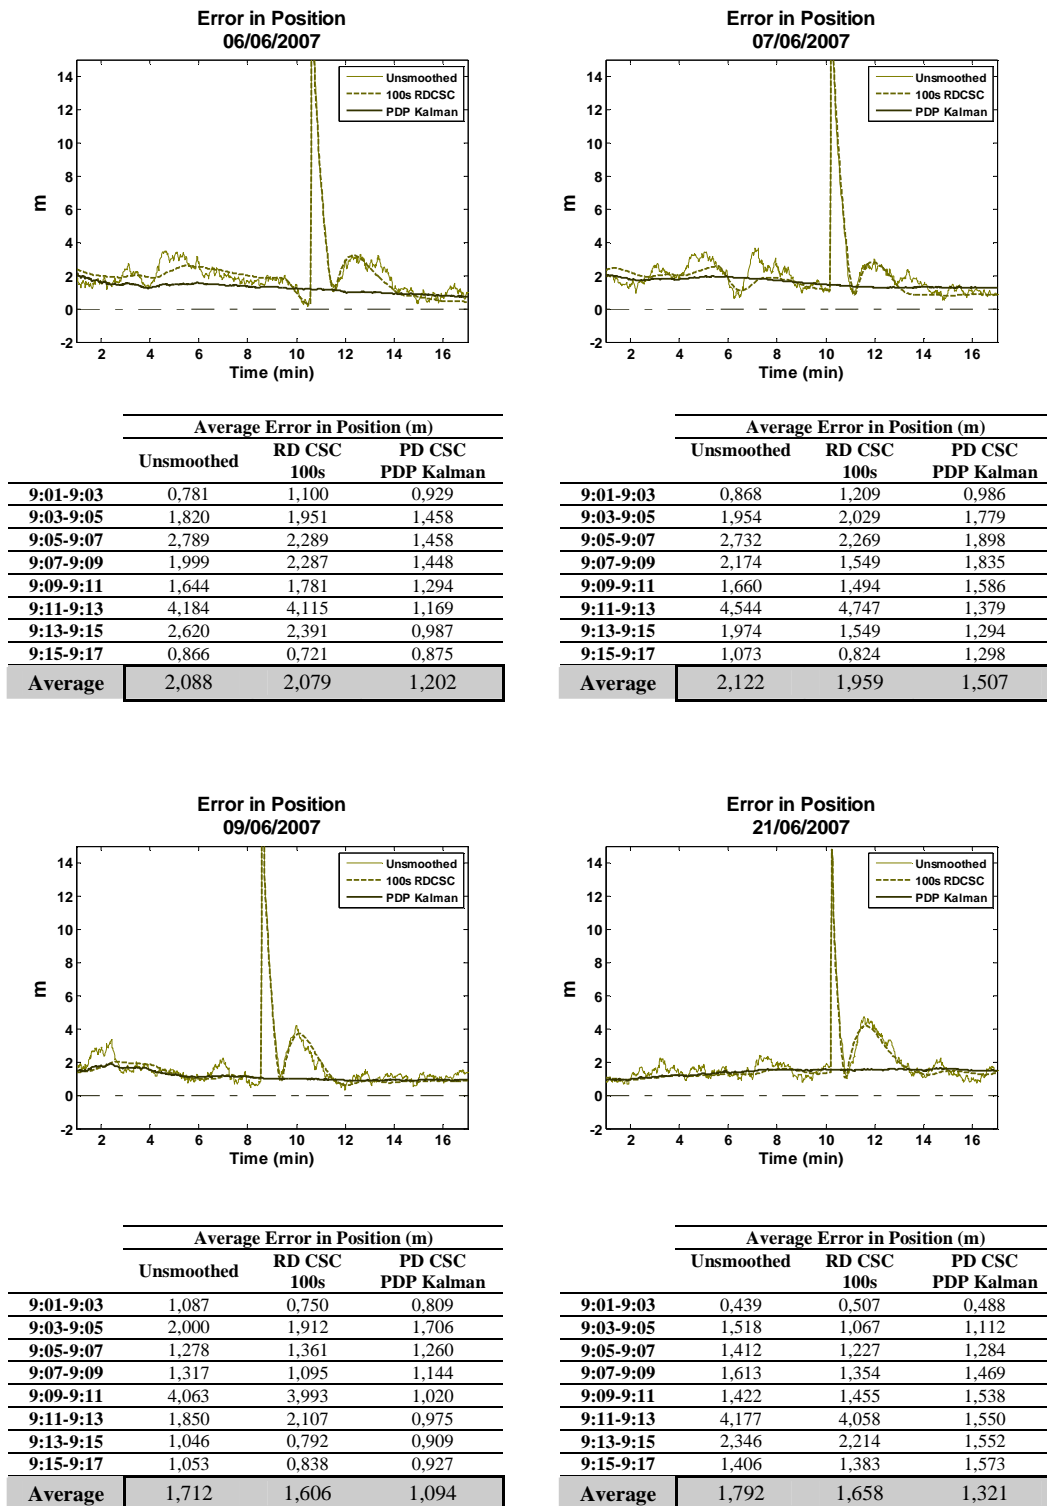 Error in Position
06/06/2007
14
12
10
8
6
4
2
0
-2
m
Unsmoothed
100s RDCSC
PDP Kalman
2 4 6 8 10 12 14 16
Time (min)
Error in Position
07/06/2007
14
12
10
8
6
4
2
0
-2
m
Unsmoothed
100s RDCSC
PDP Kalman
2 4 6 8 10 12 14 16
Time (min)
Average Error in Position (m)
Unsmoothed RD CSC 100s PD CSC PDP Kalman
9:01-9:03 0,781 1,100 0,929
9:03-9:05 1,820 1,951 1,458
9:05-9:07 2,789 2,289 1,458
9:07-9:09 1,999 2,287 1,448
9:09-9:11 1,644 1,781 1,294
9:11-9:13 4,184 4,115 1,169
9:13-9:15 2,620 2,391 0,987
9:15-9:17 0,866 0,721 0,875
Average 2,088 2,079 1,202
Average Error in Position (m)
Unsmoothed RD CSC 100s PD CSC PDP Kalman
9:01-9:03 0,868 1,209 0,986
9:03-9:05 1,954 2,029 1,779
9:05-9:07 2,732 2,269 1,898
9:07-9:09 2,174 1,549 1,835
9:09-9:11 1,660 1,494 1,586
9:11-9:13 4,544 4,747 1,379
9:13-9:15 1,974 1,549 1,294
9:15-9:17 1,073 0,824 1,298
Average 2,122 1,959 1,507
Error in Position
09/06/2007
14
12
10
8
6
4
2
0
-2
m
Unsmoothed
100s RDCSC
PDP Kalman
2 4 6 8 10 12 14 16
Time (min)
Error in Position
21/06/2007
14
12
10
8
6
4
2
0
-2
m
Unsmoothed
100s RDCSC
PDP Kalman
2 4 6 8 10 12 14 16
Time (min)
Average Error in Position (m)
Unsmoothed RD CSC 100s PD CSC PDP Kalman
9:01-9:03 1,087 0,750 0,809
9:03-9:05 2,000 1,912 1,706
9:05-9:07 1,278 1,361 1,260
9:07-9:09 1,317 1,095 1,144
9:09-9:11 4,063 3,993 1,020
9:11-9:13 1,850 2,107 0,975
9:13-9:15 1,046 0,792 0,909
9:15-9:17 1,053 0,838 0,927
Average 1,712 1,606 1,094
Average Error in Position (m)
Unsmoothed RD CSC 100s PD CSC PDP Kalman
9:01-9:03 0,439 0,507 0,488
9:03-9:05 1,518 1,067 1,112
9:05-9:07 1,412 1,227 1,284
9:07-9:09 1,613 1,354 1,469
9:09-9:11 1,422 1,455 1,538
9:11-9:13 4,177 4,058 1,550
9:13-9:15 2,346 2,214 1,552
9:15-9:17 1,406 1,383 1,573
Average 1,792 1,658 1,321